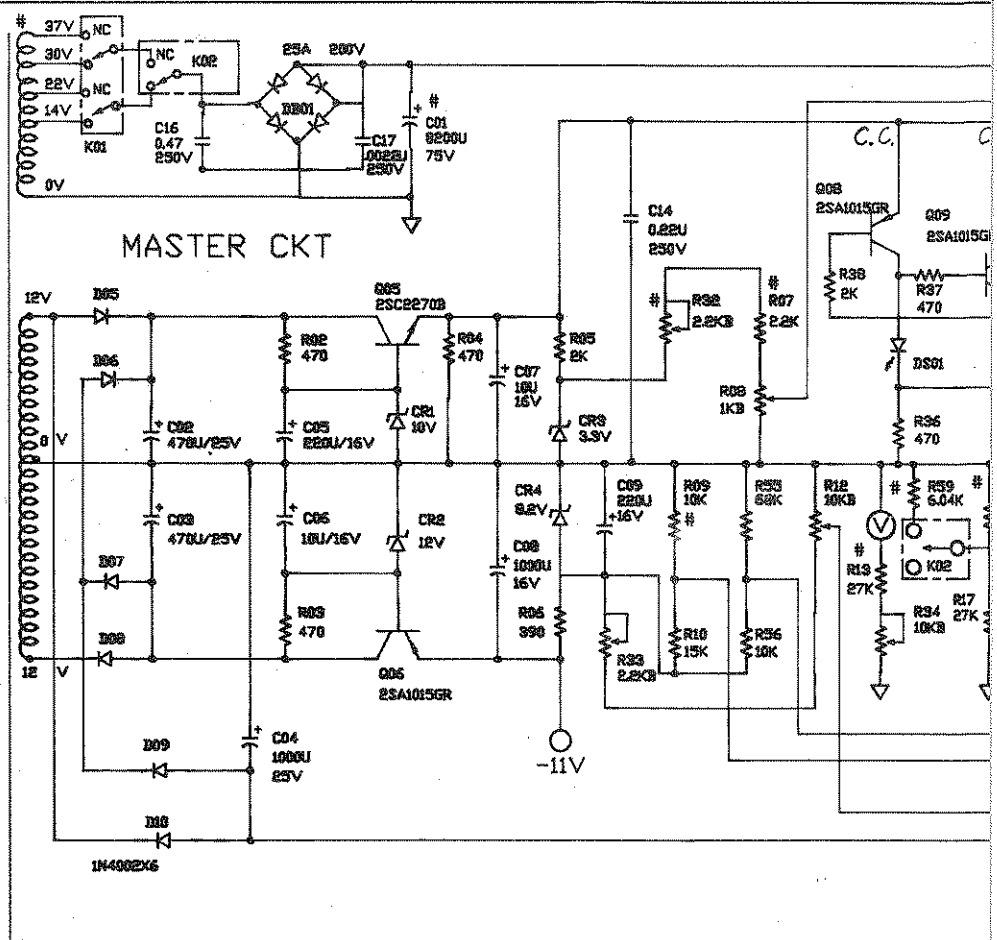 #
37V
NC
30V
NC
K02
22V
NC
14V
K01
0V
25A 200V
DB01
C16
0.47
250V
C17
.0022U
250V
#
C01
8200U
75V
C.C.
C
MASTER CKT
C14
0.22U
250V
Q08
2SA1015GR
Q09
2SA1015G
R38
2K
R37
470
12V
D05
Q05
2SC2270B
#
R32
2.2KB
#
R07
2.2K
R02
470
R04
470
R05
2K
DS01
D06
C07
10U
16V
R08
1KB
CR1
10V
CR3
3.9V
R36
470
0 V
C02
470U/25V
C05
220U/16V
CR4
8.2V
C09
220U
16V
R09
10K
#
R55
68K
R12
10KB
#
R59
6.04K
#
V
C03
470U/25V
C06
10U/16V
CR2
12V
C08
1000U
16V
K02
#
R13
27K
D07
R03
470
R06
390
R33
2.2KB
R10
15K
R56
10K
R34
10KB
R17
27K
D08
12 V
Q06
2SA1015GR
D09
C04
1000U
25V
-11V
D10
1N4002X6